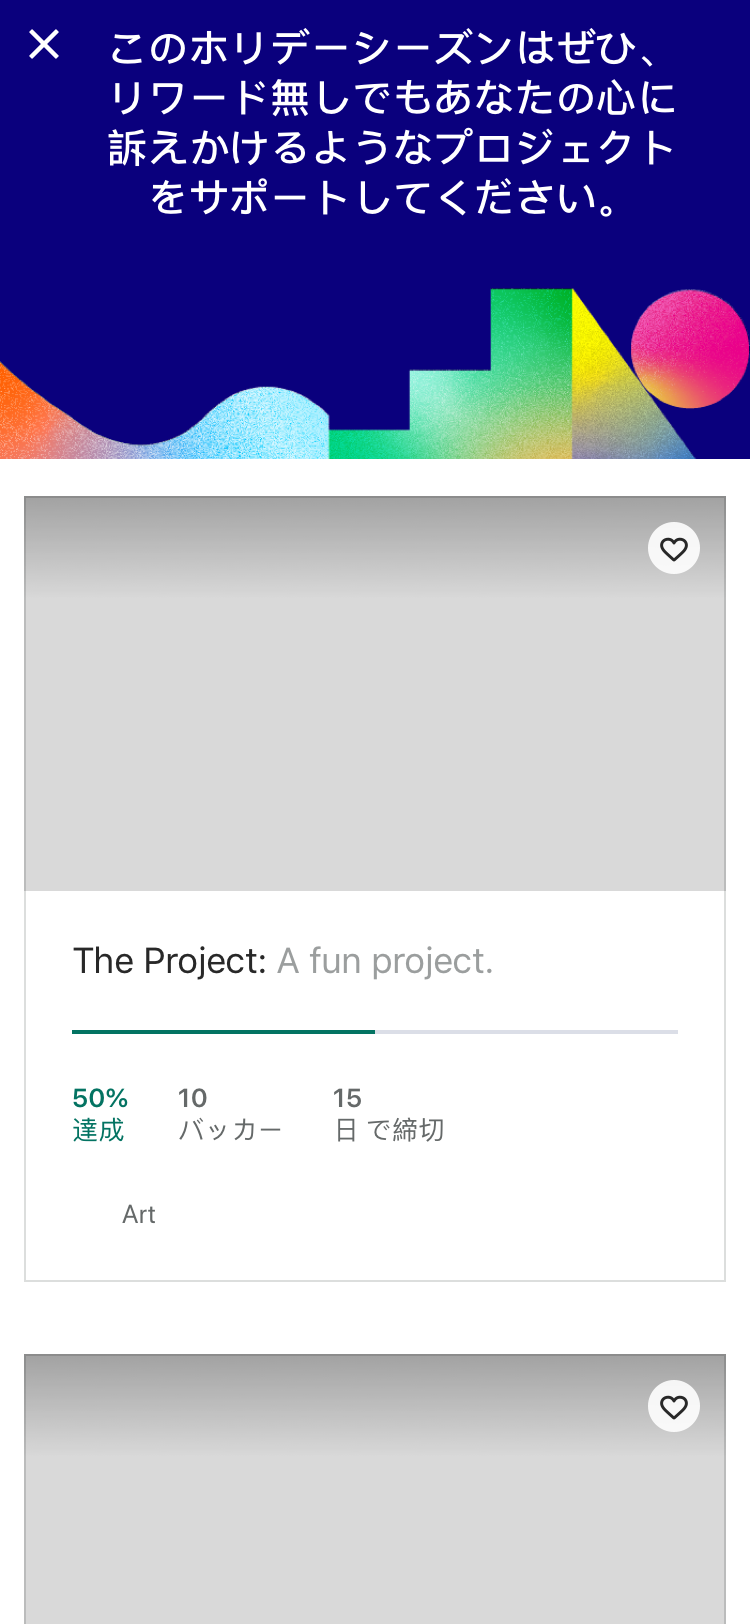 このホリデーシーズンはぜひ、
リワード無しでもあなたの心に
訴えかけるようなプロジェクト
をサポートしてください。
The Project: A fun project.
50% 10 15
達成 バッカー 日 で締切
Art